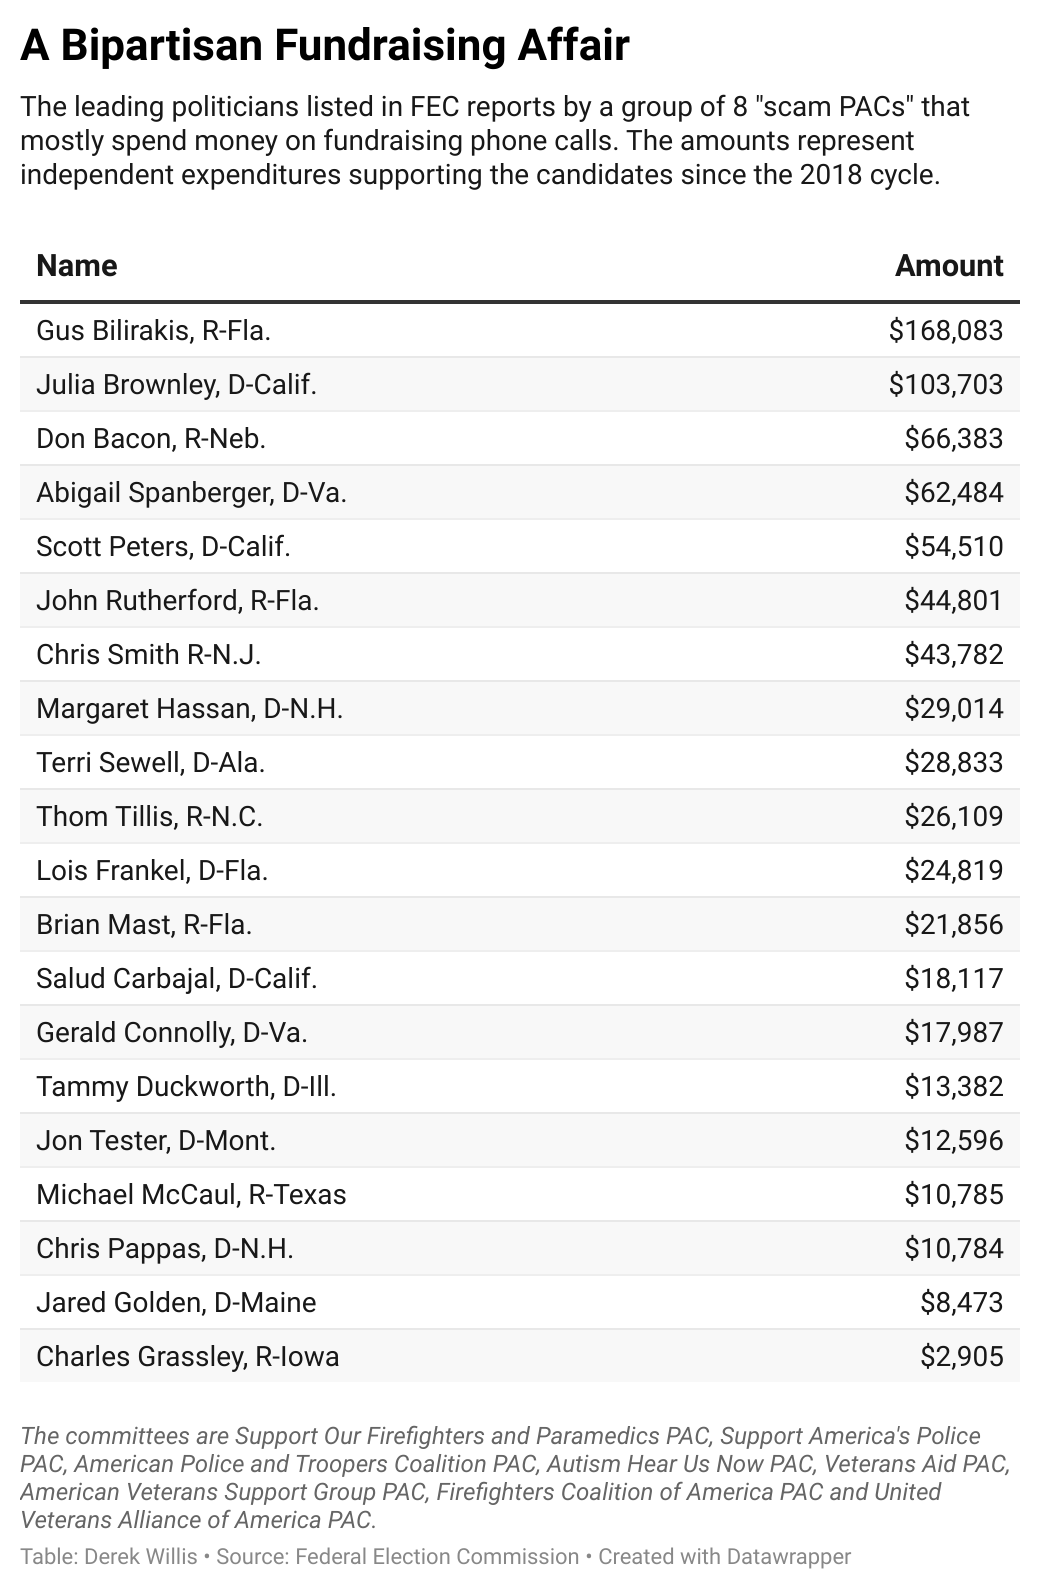 A Bipartisan Fundraising Affair
The leading politicians listed in FEC reports by a group of 8 "scam PACs" that
mostly spend money on fundraising phone calls. The amounts represent
independent expenditures supporting the candidates since the 2018 cycle.
Name Amount
Gus Bilirakis, R-Fla. $168,083
Julia Brownley, D-Calif. $103,703
Don Bacon, R-Neb. $66,383
Abigail Spanberger, D-Va. $62,484
Scott Peters, D-Calif. $54,510
John Rutherford, R-Fla. $44,801
Chris Smith R-N.J. $43,782
Margaret Hassan, D-N.H. $29,014
Terri Sewell, D-Ala. $28,833
Thom Tillis, R-N.C. $26,109
Lois Frankel, D-Fla. $24,819
Brian Mast, R-Fla. $21,856
Salud Carbajal, D-Calif. $18,117
Gerald Connolly, D-Va. $17,987
Tammy Duckworth, D-Ill. $13,382
Jon Tester, D-Mont. $12,596
Michael McCaul, R-Texas $10,785
Chris Pappas, D-N.H. $10,784
Jared Golden, D-Maine $8,473
Charles Grassley, R-Iowa $2,905
The committees are Support Our Firefighters and Paramedics PAC, Support America's Police
PAC, American Police and Troopers Coalition PAC, Autism Hear Us Now PAC, Veterans Aid PAC,
American Veterans Support Group PAC, Firefighters Coalition of America PAC and United
Veterans Alliance of America PAC.
Table: Derek Willis • Source: Federal Election Commission • Created with Datawrapper